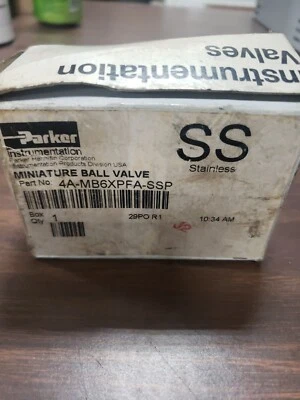 Instrumentation
Valves
Parker
Instrumentation
Parker Hannifin Corporation
Instrumentation Products Division USA
SS
Stainless
MINIATURE BALL VALVE
Part No. 4A-MB6XPFA-SSP
Box
Qty 1
29PO R1
10:34 AM